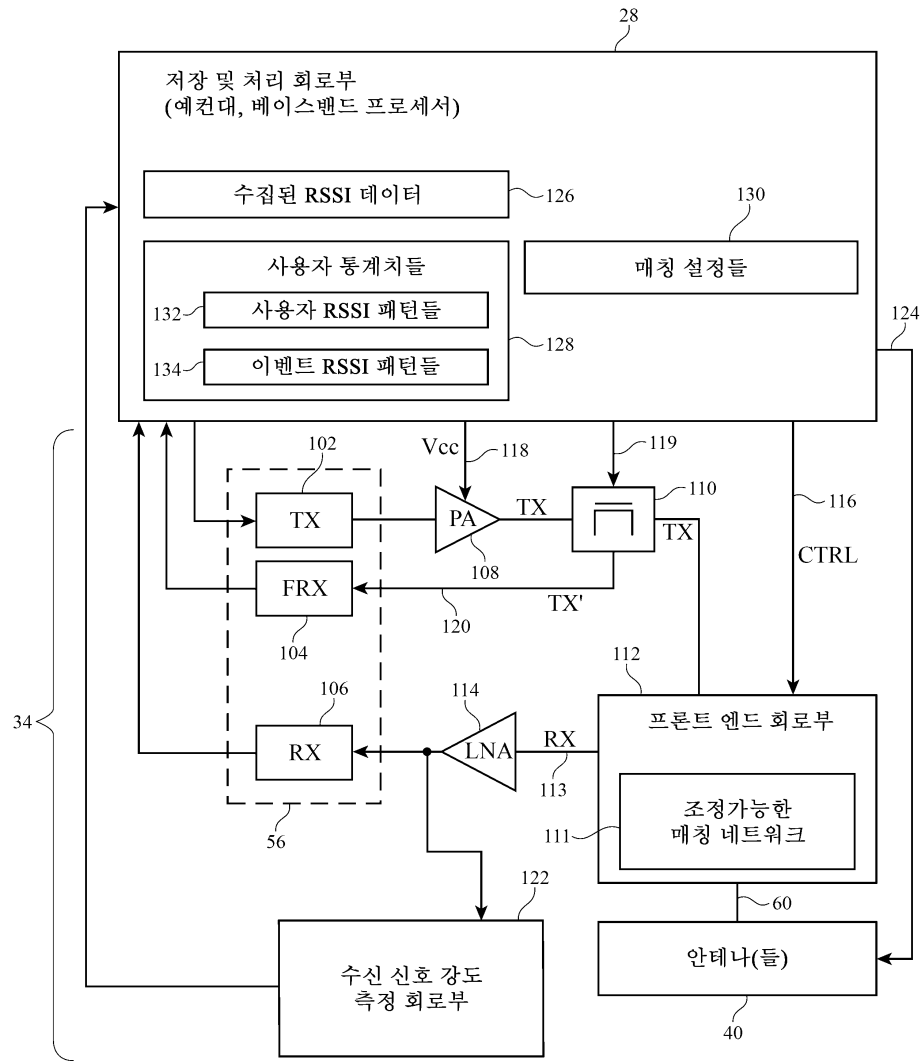 28
저장 및 처리 회로부
(예컨대, 베이스밴드 프로세서)
수집된 RSSI 데이터
126
130
사용자 통계치들
매칭 설정들
132
사용자 RSSI 패턴들
124
128
134
이벤트 RSSI 패턴들
102
Vcc
118
119
110
116
TX
PA
TX
TX
108
CTRL
FRX
120
TX'
104
112
106
114
34
프론트 엔드 회로부
RX
LNA
RX
113
조정가능한
111
매칭 네트워크
56
122
60
안테나(들)
수신 신호 강도
측정 회로부
40